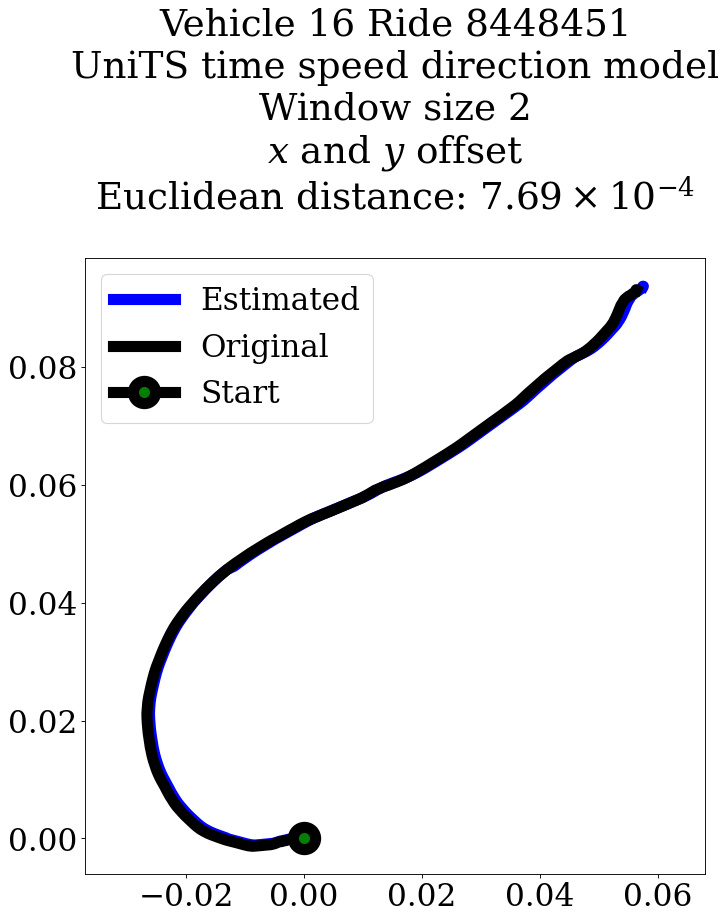 Vehicle 16 Ride 8448451
UniTS time speed direction model
Window size 2
x and y offset
Euclidean distance: 7.69 × 10⁻⁴
Estimated
Original
Start
0.08
0.06
0.04
0.02
0.00
−0.02 0.00 0.02 0.04 0.06